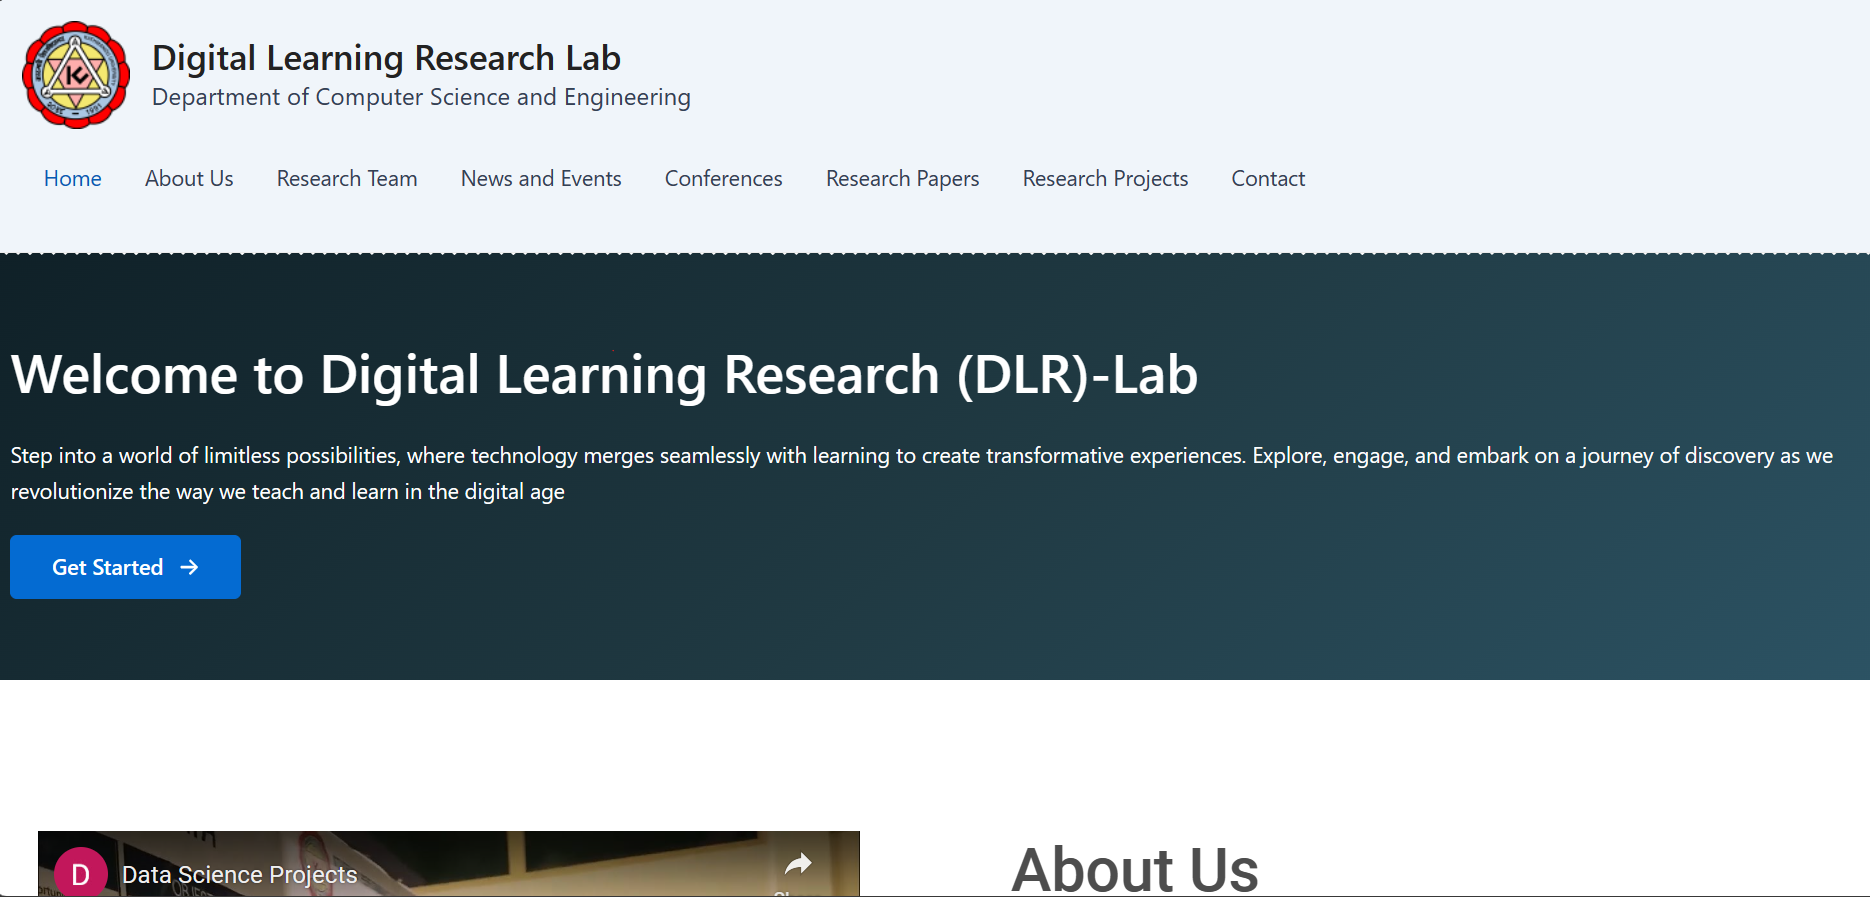 Digital Learning Research Lab
Department of Computer Science and Engineering
Home About Us Research Team News and Events Conferences Research Papers Research Projects Contact
Welcome to Digital Learning Research (DLR)-Lab
Step into a world of limitless possibilities, where technology merges seamlessly with learning to create transformative experiences. Explore, engage, and embark on a journey of discovery as we
revolutionize the way we teach and learn in the digital age
Get Started →
D Data Science Projects
About Us